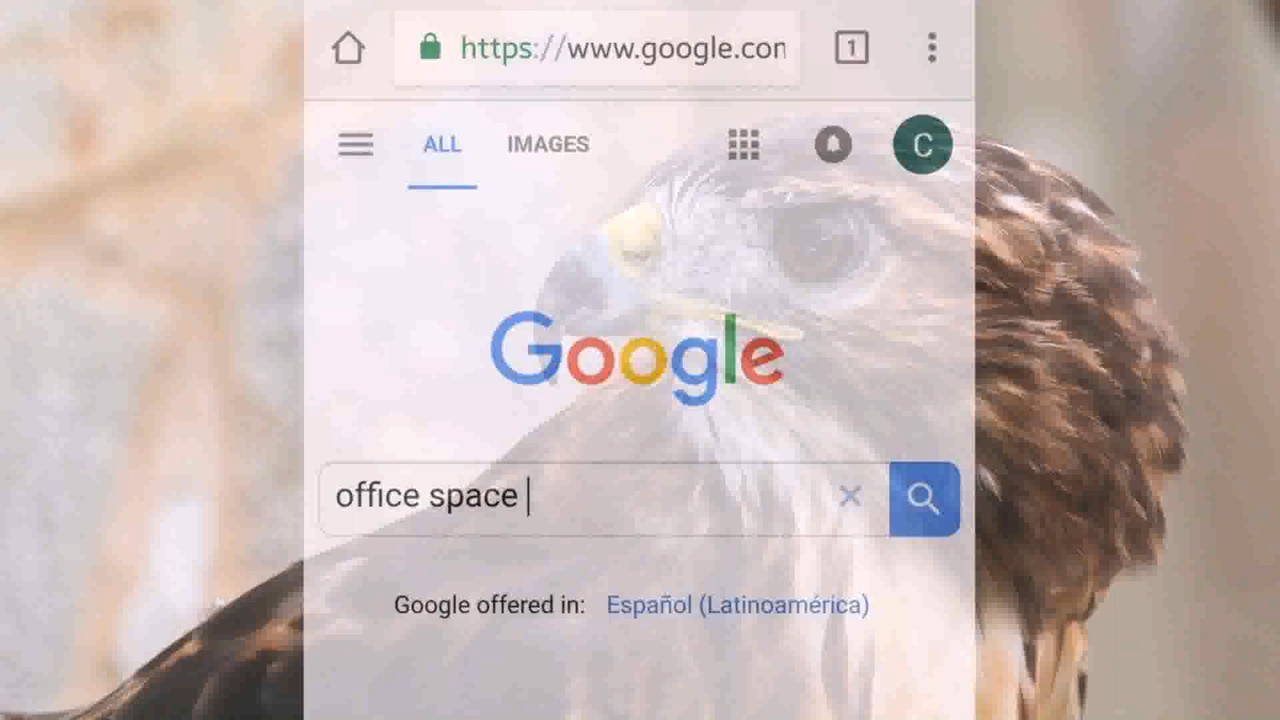 https://www.google.con
1
ALL IMAGES
C
Google
office space
Google offered in: Español (Latinoamérica)